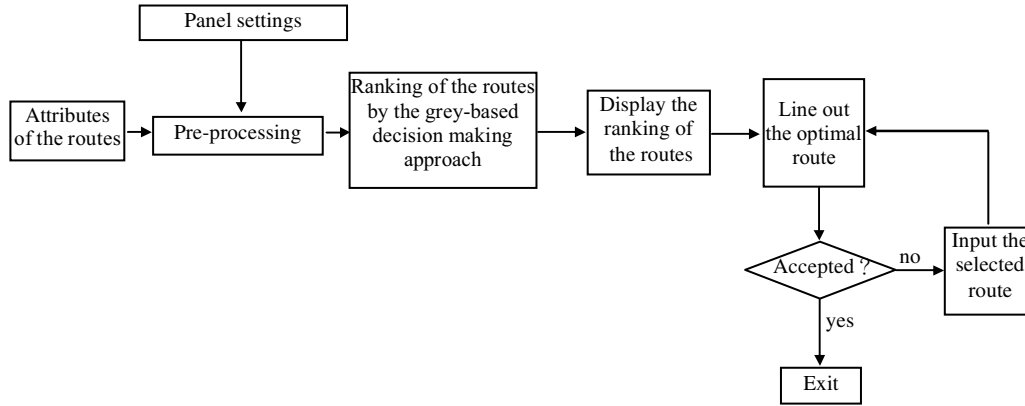 Panel settings
Attributes
of the routes
Pre-processing
Ranking of the routes
by the grey-based
decision making
approach
Display the
ranking of
the routes
Line out
the optimal
route
Accepted ?
no
Input the
selected
route
yes
Exit